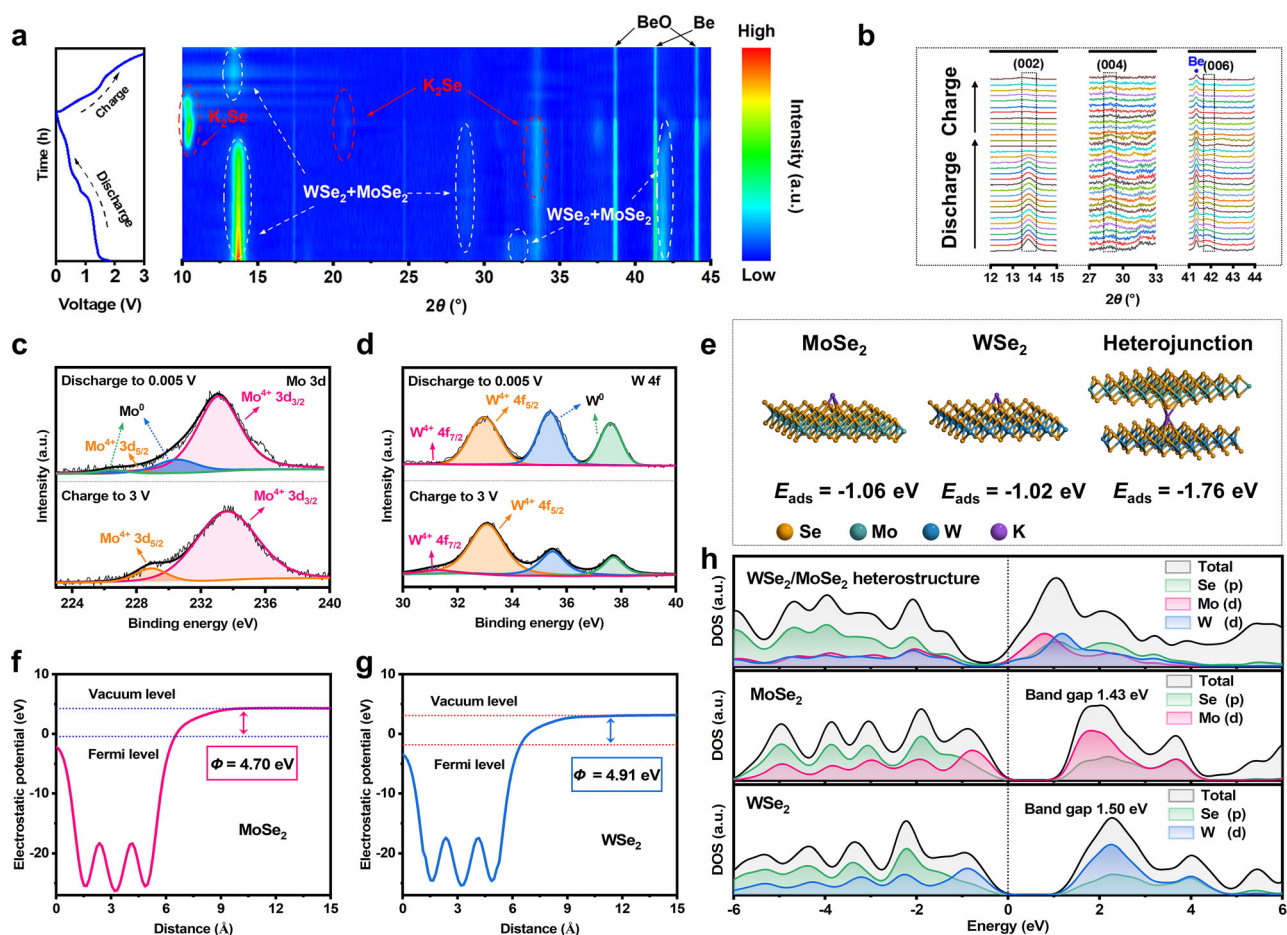 a
BeO
Be
High
Intensity (a.u.)
Low
Time (h)
Charge
Discharge
0
1
2
3
Voltage (V)
K₂Se
K₂Se
WSe₂+MoSe₂
WSe₂+MoSe₂
10
15
20
25
30
35
40
45
2θ (°)
b
Be
(002)
(004)
(006)
Charge
Discharge
12 13 14 15
27 29 31 33
41 42 43 44
2θ (°)
c
Discharge to 0.005 V
Mo 3d
Mo⁰
Mo⁴⁺ 3d₃/₂
Mo⁴⁺ 3d₅/₂
Charge to 3 V
Mo⁴⁺ 3d₃/₂
Mo⁴⁺ 3d₅/₂
Intensity (a.u.)
224 228 232 236 240
Binding energy (eV)
d
Discharge to 0.005 V
W 4f
W⁴⁺ 4f₅/₂
W⁰
W⁴⁺ 4f₇/₂
Charge to 3 V
W⁴⁺ 4f₅/₂
W⁴⁺ 4f₇/₂
Intensity (a.u.)
30 32 34 36 38 40
Binding energy (eV)
e
MoSe₂
WSe₂
Heterojunction
Eads = -1.06 eV
Eads = -1.02 eV
Eads = -1.76 eV
Se
Mo
W
K
f
Vacuum level
Fermi level
Φ = 4.70 eV
MoSe₂
Electrostatic potential (eV)
10
0
-10
-20
0 3 6 9 12 15
Distance (Å)
g
Vacuum level
Fermi level
Φ = 4.91 eV
WSe₂
Electrostatic potential (eV)
10
0
-10
-20
0 3 6 9 12 15
Distance (Å)
h
WSe₂/MoSe₂ heterostructure
Total
Se (p)
Mo (d)
W (d)
DOS (a.u.)
MoSe₂
Band gap 1.43 eV
Total
Se (p)
Mo (d)
DOS (a.u.)
WSe₂
Band gap 1.50 eV
Total
Se (p)
W (d)
DOS (a.u.)
-6 -4 -2 0 2 4 6
Energy (eV)